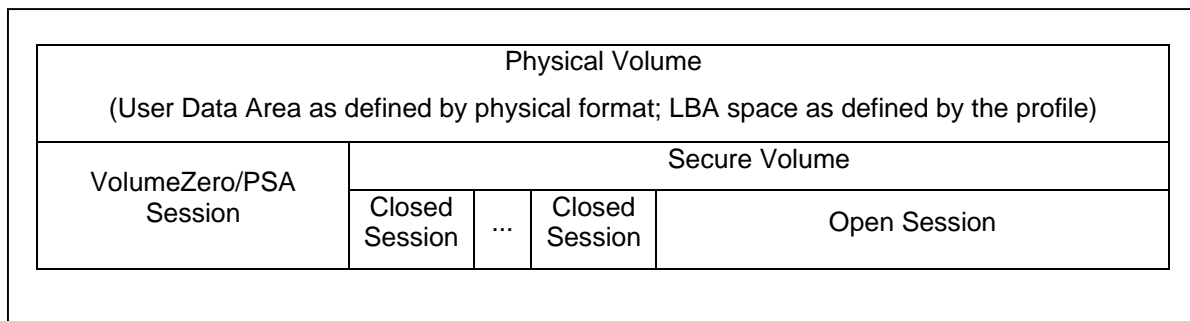 Physical Volume
(User Data Area as defined by physical format; LBA space as defined by the profile)
VolumeZero/PSA
Session
Secure Volume
Closed
Session
...
Closed
Session
Open Session